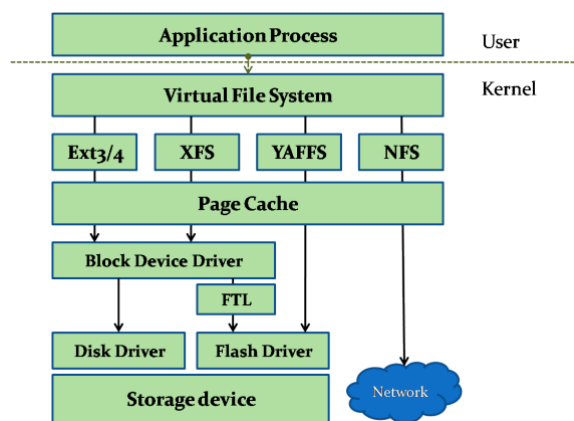 Application Process
User
Virtual File System
Kernel
Ext3/4
XFS
YAFFS
NFS
Page Cache
Block Device Driver
FTL
Disk Driver
Flash Driver
Network
Storage device